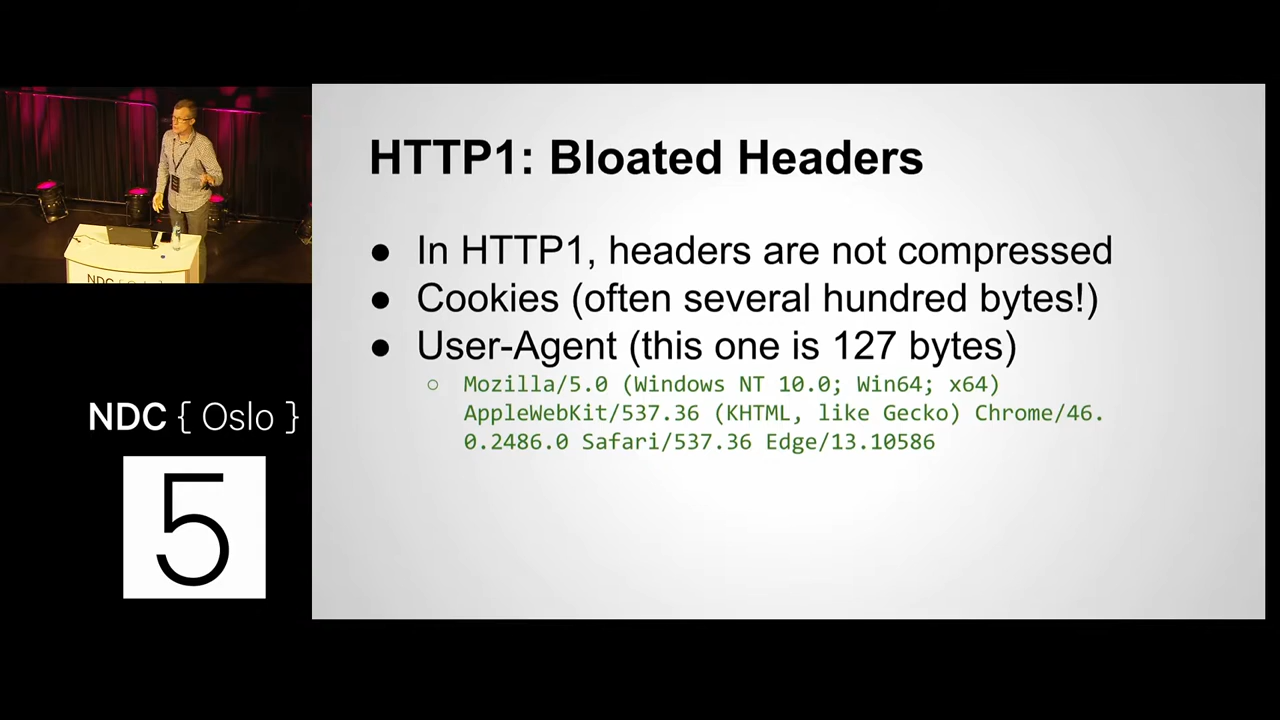 HTTP1: Bloated Headers
● In HTTP1, headers are not compressed
● Cookies (often several hundred bytes!)
● User-Agent (this one is 127 bytes)
○ Mozilla/5.0 (Windows NT 10.0; Win64; x64)
AppleWebKit/537.36 (KHTML, like Gecko) Chrome/46.
0.2486.0 Safari/537.36 Edge/13.10586
NDC { Oslo }
NDC { Oslo }
5